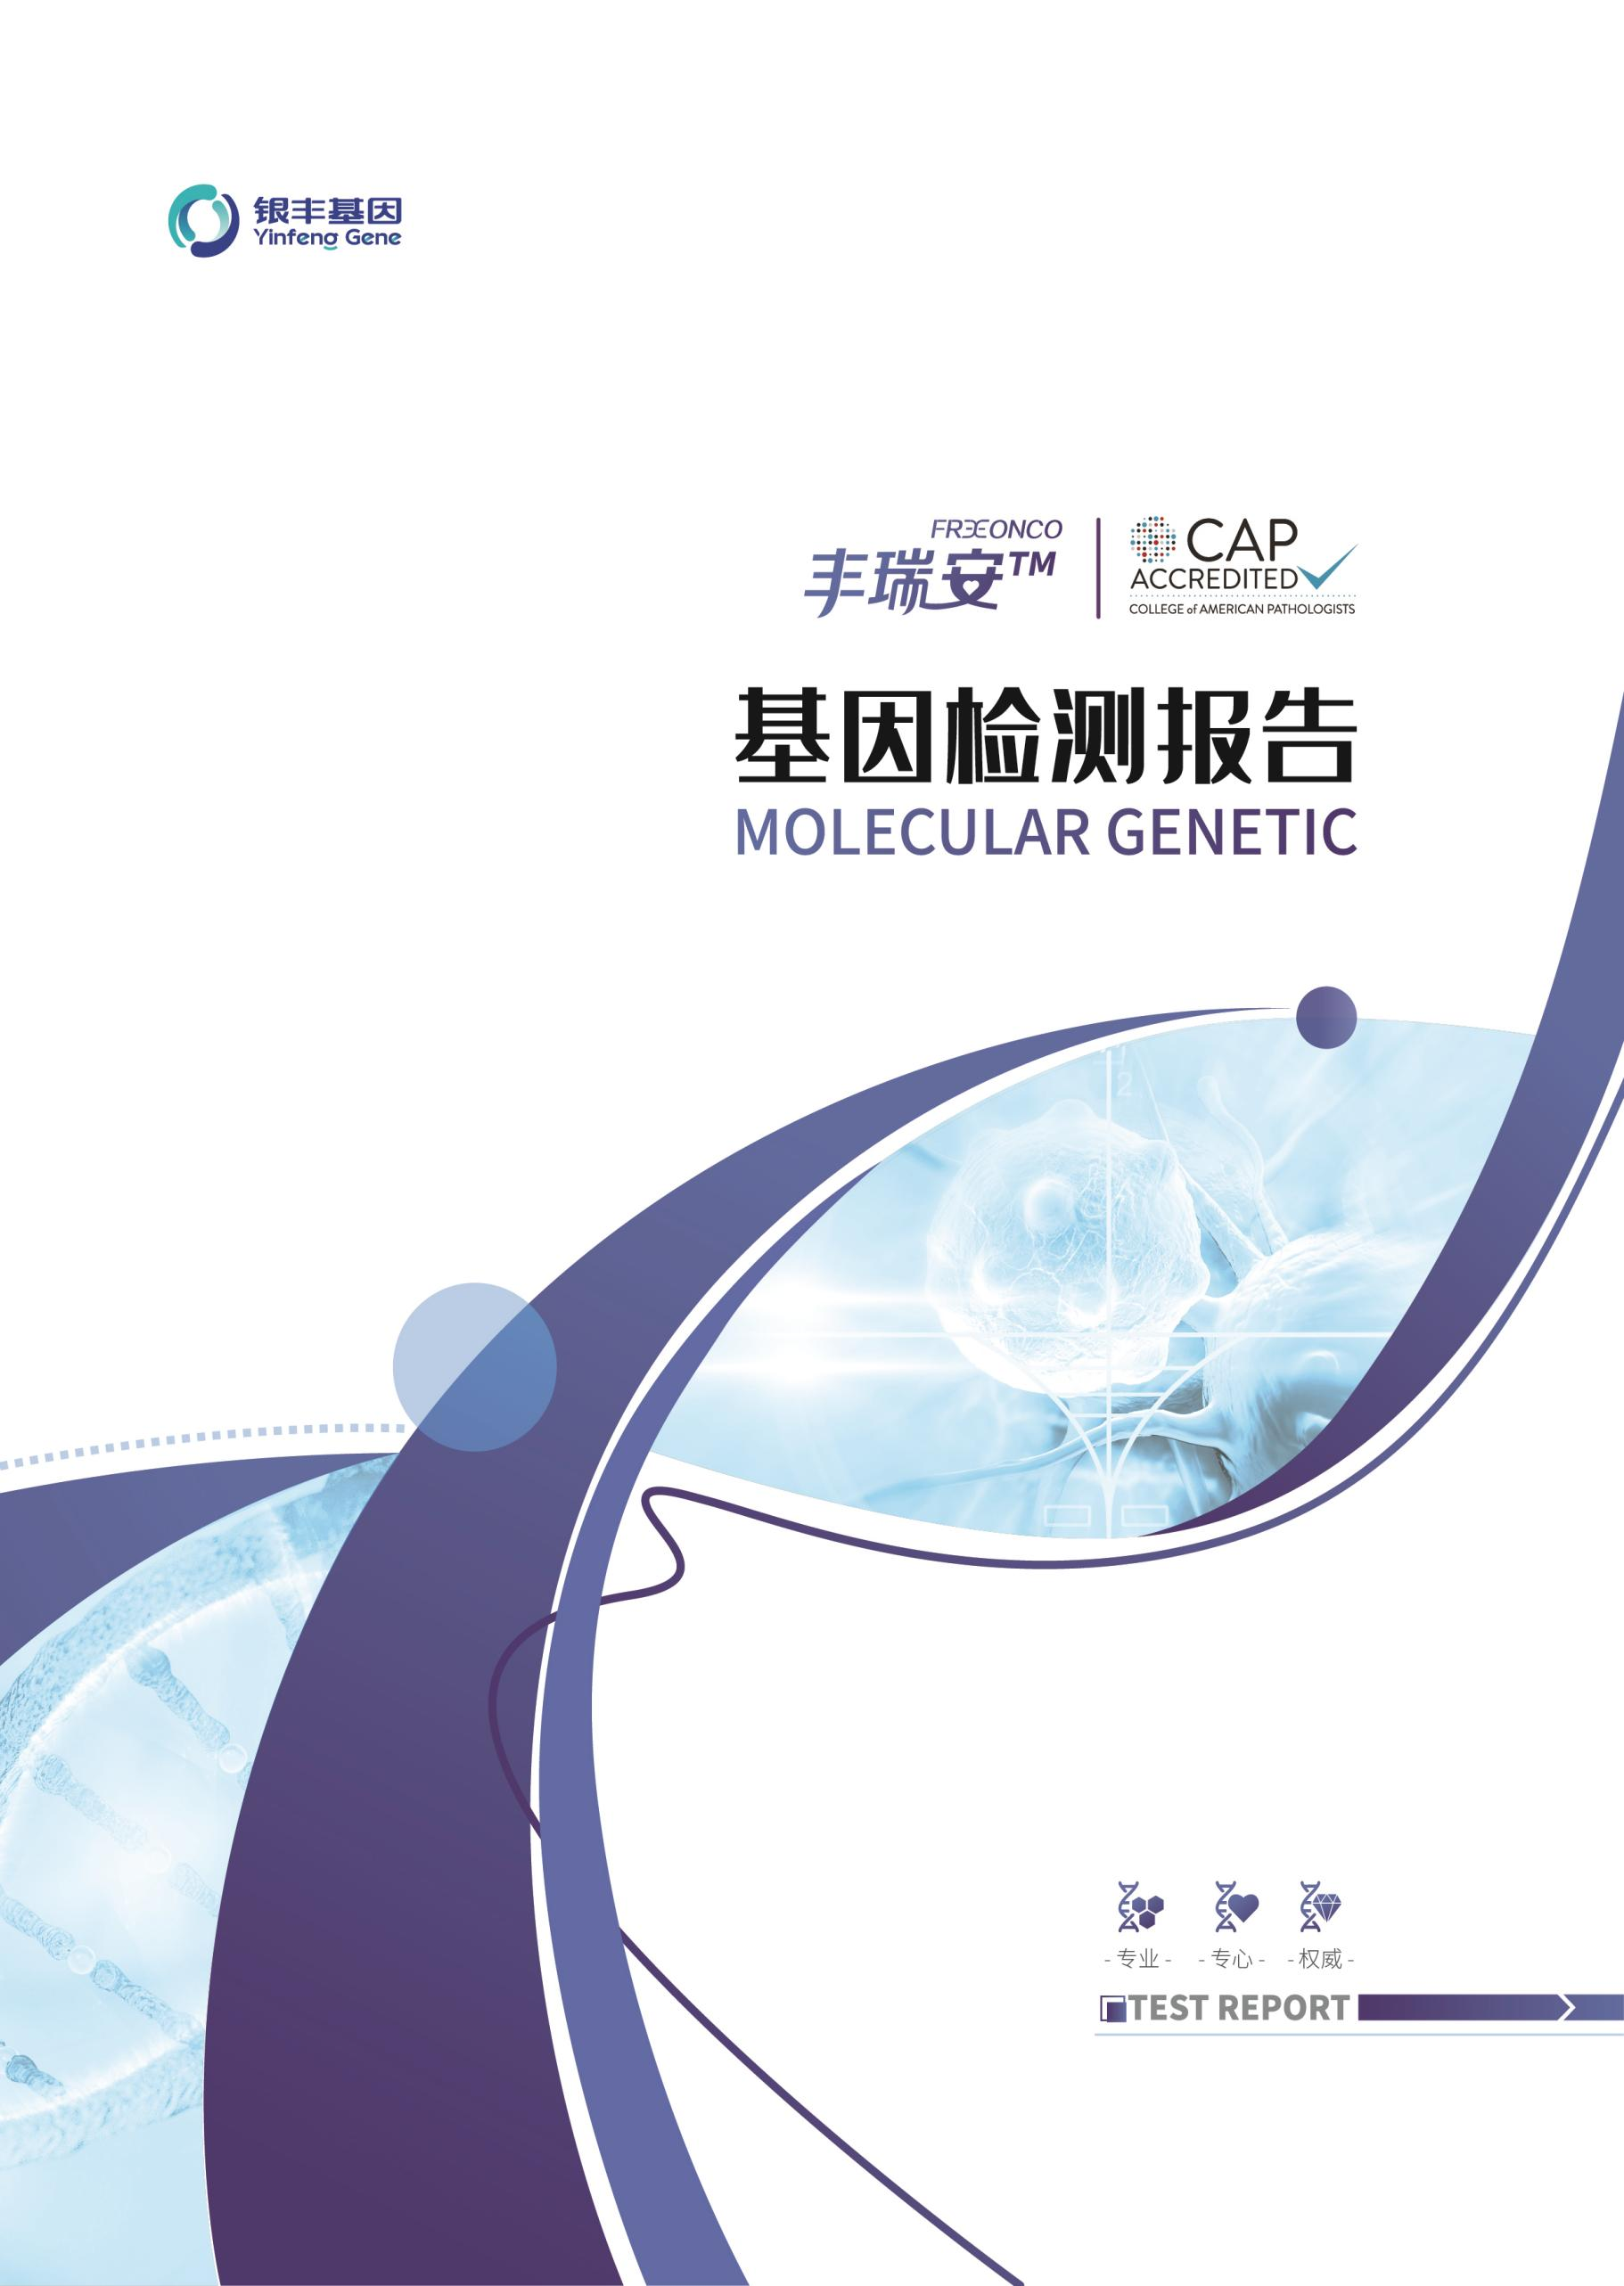 银丰基因
Yinfeng Gene
FREEONCO
丰瑞安™
CAP
ACCREDITED
COLLEGE of AMERICAN PATHOLOGISTS
基因检测报告
MOLECULAR GENETIC
2
- 专业 - - 专心 - - 权威 -
TEST REPORT